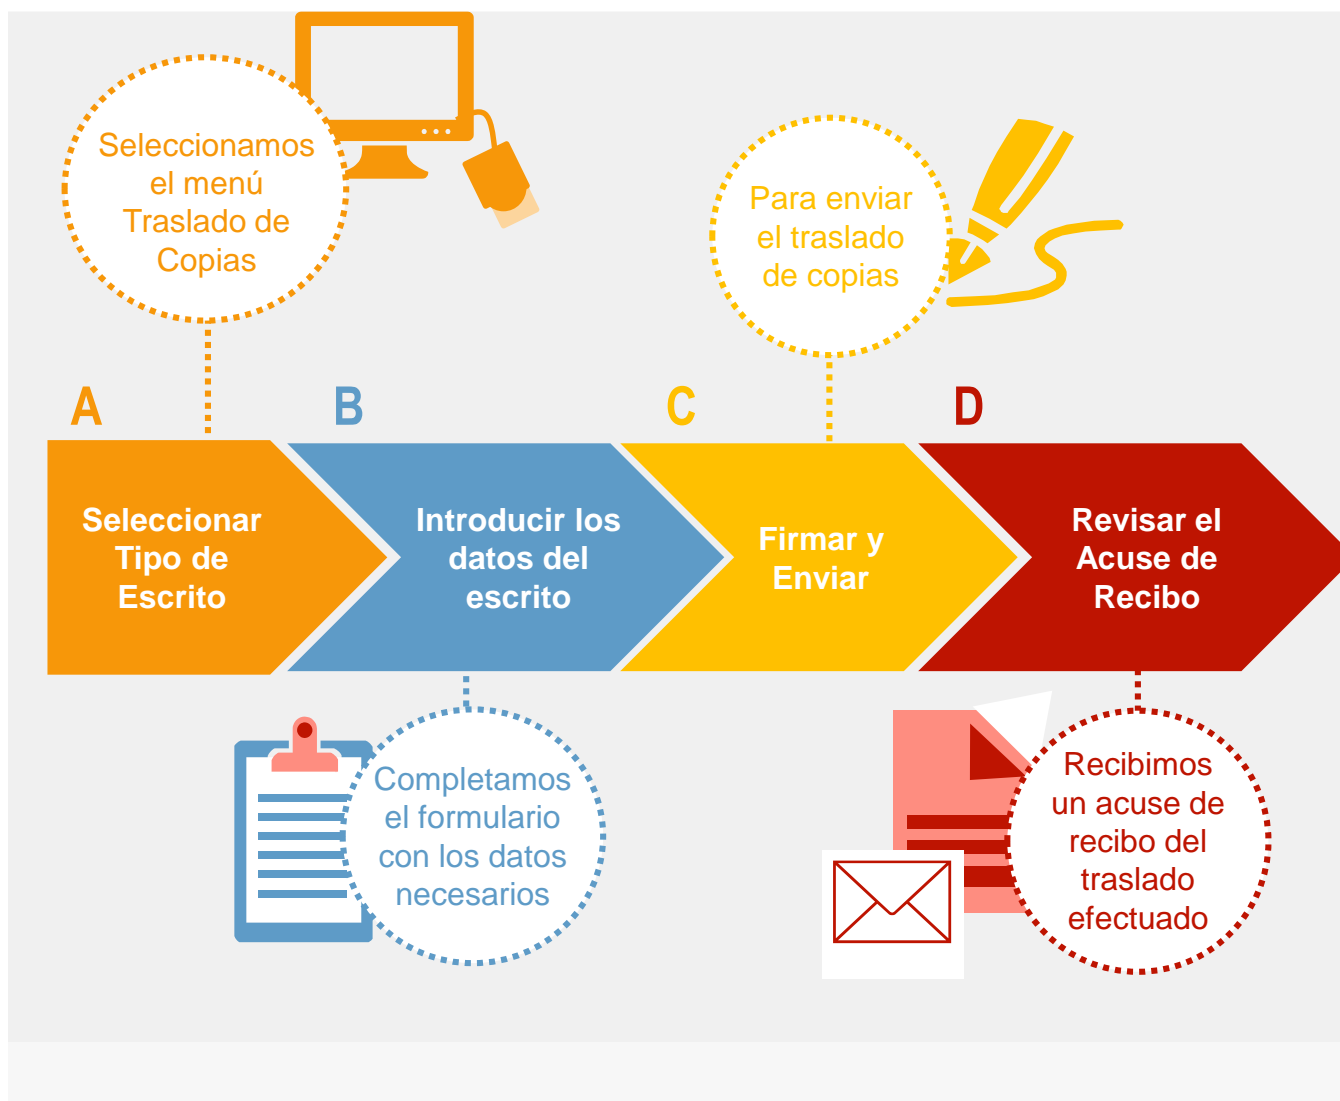 Seleccionamos
el menú
Traslado de
Copias
Para enviar
el traslado
de copias
A
B
C
D
Seleccionar
Tipo de
Escrito
Introducir los
datos del
escrito
Firmar y
Enviar
Revisar el
Acuse de
Recibo
Completamos
el formulario
con los datos
necesarios
Recibimos
un acuse de
recibo del
traslado
efectuado